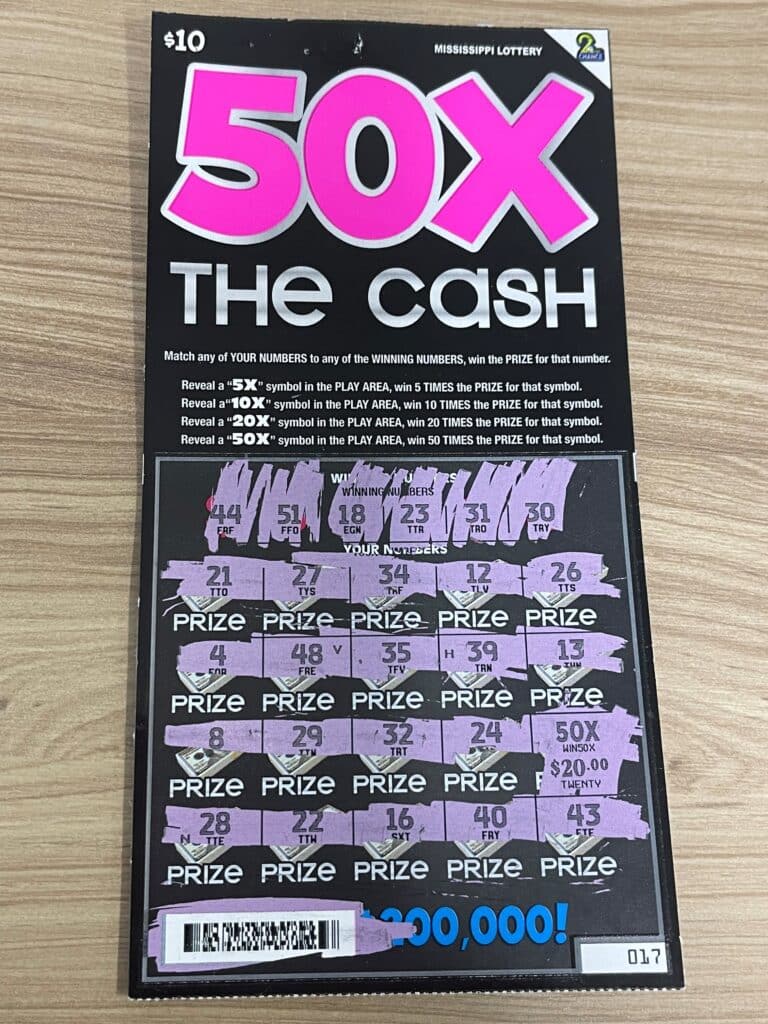 $10
MISSISSIPPI LOTTERY
2nd
CHANCE
50X
THE CASH
Match any of YOUR NUMBERS to any of the WINNING NUMBERS, win the PRIZE for that number.
Reveal a "5X" symbol in the PLAY AREA, win 5 TIMES the PRIZE for that symbol.
Reveal a "10X" symbol in the PLAY AREA, win 10 TIMES the PRIZE for that symbol.
Reveal a "20X" symbol in the PLAY AREA, win 20 TIMES the PRIZE for that symbol.
Reveal a "50X" symbol in the PLAY AREA, win 50 TIMES the PRIZE for that symbol.
WINNING NUMBERS
44 51 18 23 31 30
FRF FFO EGN TTR TRO TRY
YOUR NUMBERS
21 27 34 12 26
TTO TYS TRF TLV TTS
PRIZE PRIZE PRIZE PRIZE PRIZE
4 48 V 35 H 39 13
FOR FRE TFV TRN
PRIZE PRIZE PRIZE PRIZE PRIZE
8 29 32 24 50X
TRT WIN50X
$20.00
TWENTY
PRIZE PRIZE PRIZE PRIZE
28 22 16 40 43
N TTE TTW SXT FRY
PRIZE PRIZE PRIZE PRIZE PRIZE
00,000!
017